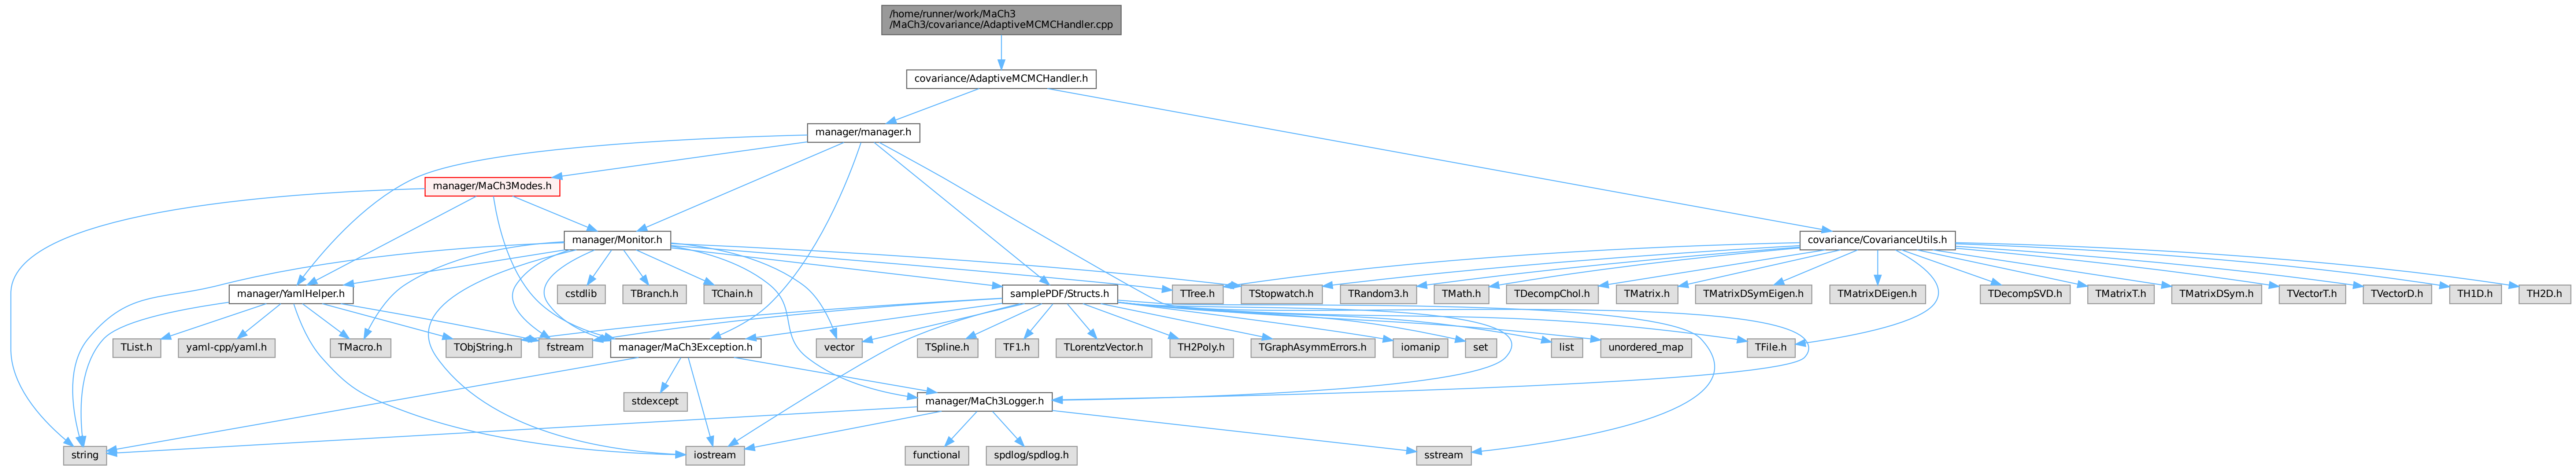 /home/runner/work/MaCh3
/MaCh3/covariance/AdaptiveMCMCHandler.cpp
covariance/AdaptiveMCMCHandler.h
manager/manager.h
manager/MaCh3Modes.h
manager/Monitor.h
covariance/CovarianceUtils.h
manager/YamlHelper.h
cstdlib
TBranch.h
TChain.h
samplePDF/Structs.h
TTree.h
TStopwatch.h
TRandom3.h
TMath.h
TDecompChol.h
TMatrix.h
TMatrixDSymEigen.h
TMatrixDEigen.h
TDecompSVD.h
TMatrixT.h
TMatrixDSym.h
TVectorT.h
TVectorD.h
TH1D.h
TH2D.h
TList.h
yaml-cpp/yaml.h
TMacro.h
TObjString.h
fstream
manager/MaCh3Exception.h
vector
TSpline.h
TF1.h
TLorentzVector.h
TH2Poly.h
TGraphAsymmErrors.h
iomanip
set
list
unordered_map
TFile.h
stdexcept
manager/MaCh3Logger.h
string
iostream
functional
spdlog/spdlog.h
sstream